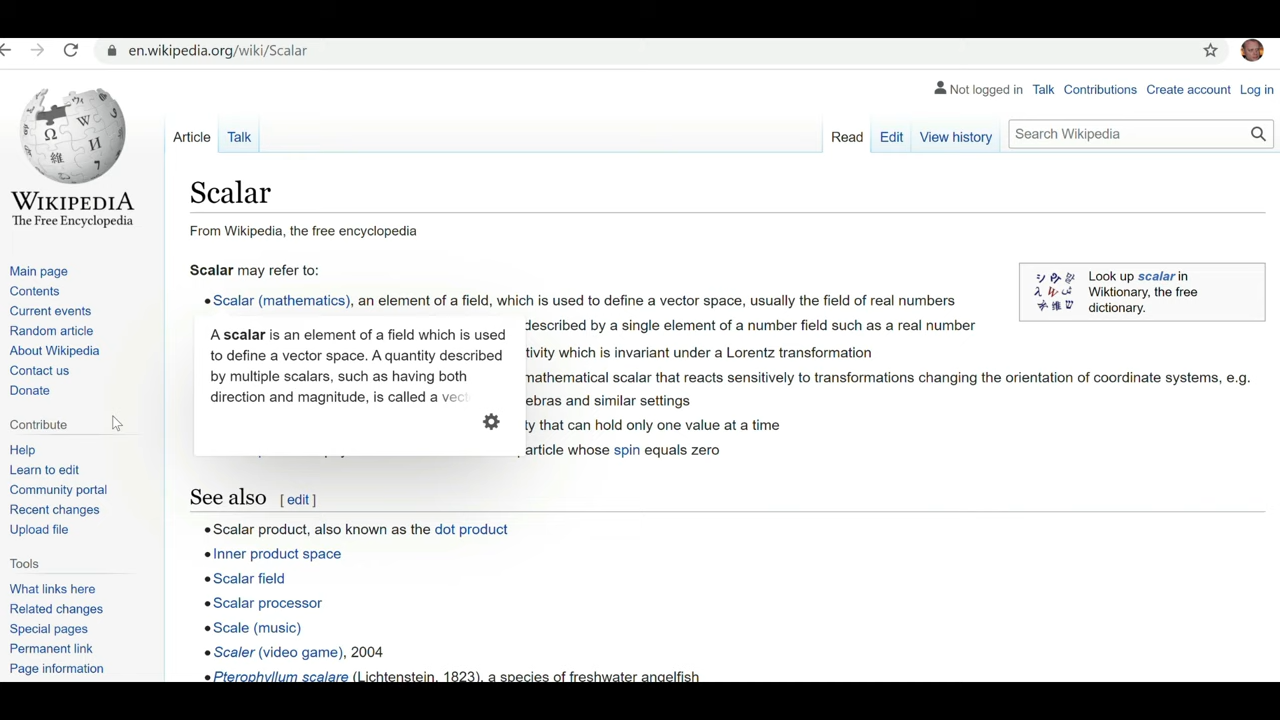 en.wikipedia.org/wiki/Scalar
Not logged in Talk Contributions Create account Log in
Article Talk Read Edit View history Search Wikipedia
WIKIPEDIA
The Free Encyclopedia
Main page
Contents
Current events
Random article
About Wikipedia
Contact us
Donate
Contribute
Help
Learn to edit
Community portal
Recent changes
Upload file
Tools
What links here
Related changes
Special pages
Permanent link
Page information
Scalar
From Wikipedia, the free encyclopedia
Scalar may refer to:
•Scalar (mathematics), an element of a field, which is used to define a vector space, usually the field of real numbers
described by a single element of a number field such as a real number
which is invariant under a Lorentz transformation
mathematical scalar that reacts sensitively to transformations changing the orientation of coordinate systems, e.g.
and similar settings
that can hold only one value at a time
whose spin equals zero
A scalar is an element of a field which is used
to define a vector space. A quantity described
by multiple scalars, such as having both
direction and magnitude, is called a
See also [ edit ]
•Scalar product, also known as the dot product
•Inner product space
•Scalar field
•Scalar processor
•Scale (music)
•Scaler (video game), 2004
•Pterophyllum scalare (Lichtenstein, 1823), a species of freshwater angelfish
Look up scalar in
Wiktionary, the free
dictionary.